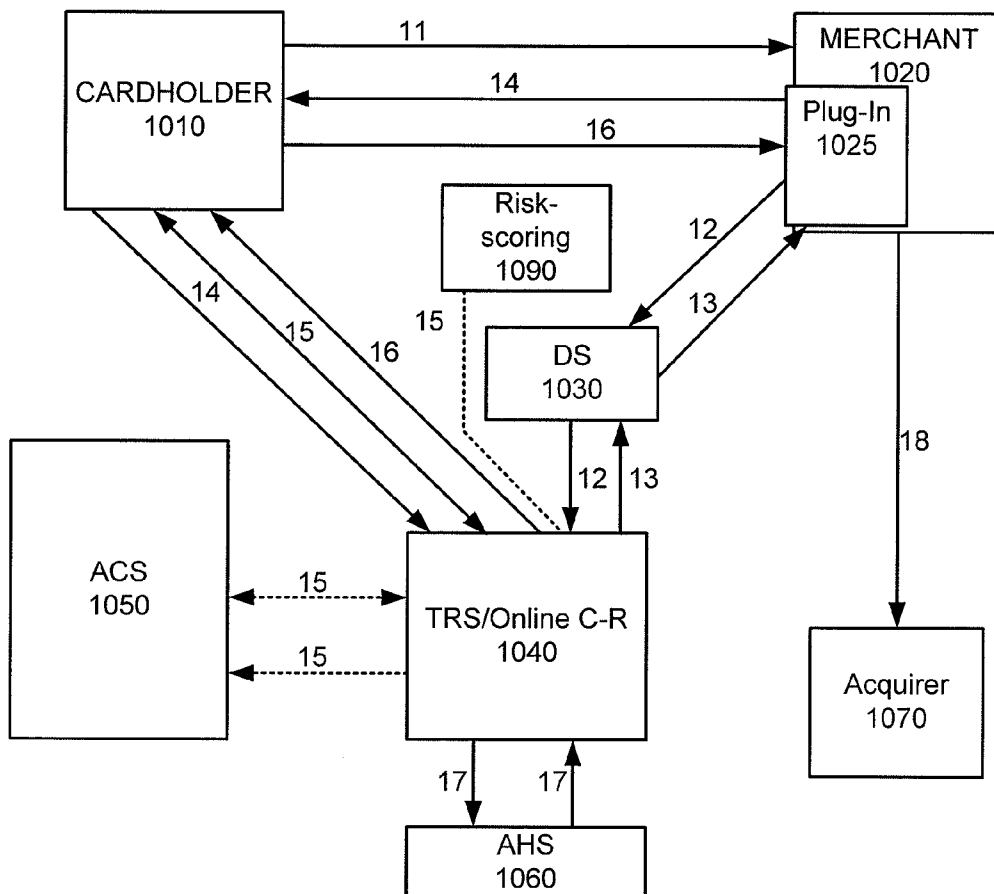 11
MERCHANT
1020
CARDHOLDER
1010
14
Plug-In
1025
16
Risk-
scoring
1090
12
13
14
15
16
15
DS
1030
18
12
13
ACS
1050
15
TRS/Online C-R
1040
15
Acquirer
1070
17
17
AHS
1060